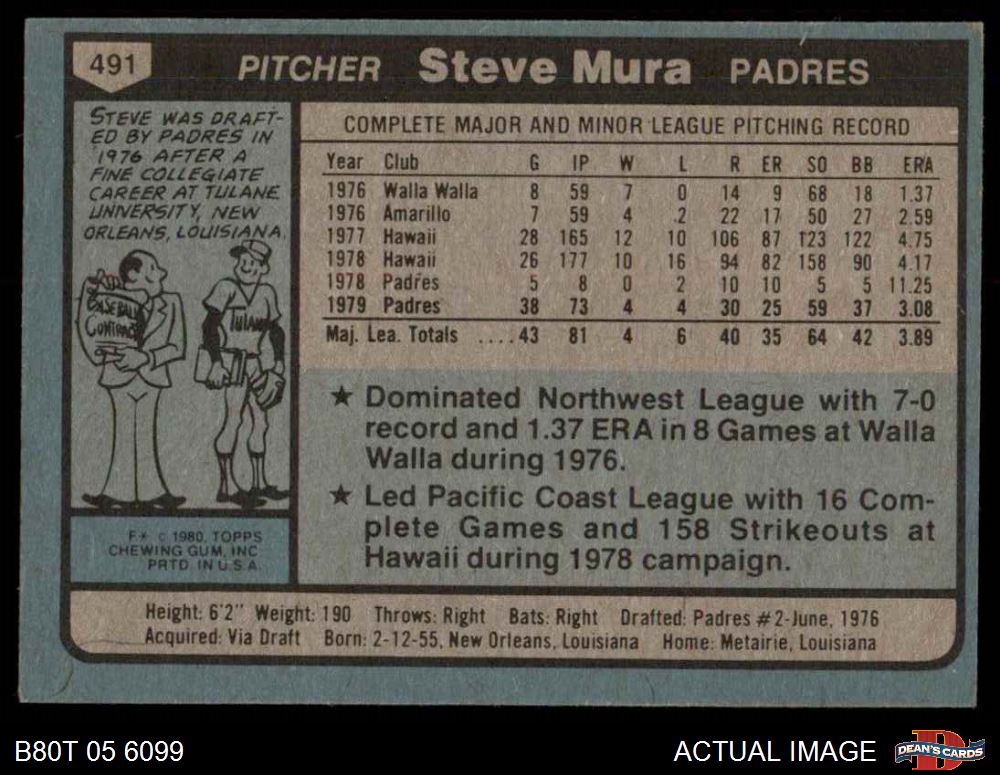 491 PITCHER Steve Mura PADRES
STEVE WAS DRAFT-
ED BY PADRES IN
1976 AFTER A
FINE COLLEGIATE
CAREER AT TULANE
UNIVERSITY, NEW
ORLEANS, LOUISIANA.
BASEBALL
CONTRACT
TULANE
F.* © 1980, TOPPS
CHEWING GUM, INC
PRTD. IN U.S.A.
COMPLETE MAJOR AND MINOR LEAGUE PITCHING RECORD
Year Club G IP W L R ER SO BB ERA
1976 Walla Walla 8 59 7 0 14 9 68 18 1.37
1976 Amarillo 7 59 4 2 22 17 50 27 2.59
1977 Hawaii 28 165 12 10 106 87 123 122 4.75
1978 Hawaii 26 177 10 16 94 82 158 90 4.17
1978 Padres 5 8 0 2 10 10 5 5 11.25
1979 Padres 38 73 4 4 30 25 59 37 3.08
Maj. Lea. Totals ....43 81 4 6 40 35 64 42 3.89
★ Dominated Northwest League with 7-0
record and 1.37 ERA in 8 Games at Walla
Walla during 1976.
★ Led Pacific Coast League with 16 Com-
plete Games and 158 Strikeouts at
Hawaii during 1978 campaign.
Height: 6'2" Weight: 190 Throws: Right Bats: Right Drafted: Padres #2-June, 1976
Acquired: Via Draft Born: 2-12-55, New Orleans, Louisiana Home: Metairie, Louisiana
B80T 05 6099 ACTUAL IMAGE DEAN'S CARDS